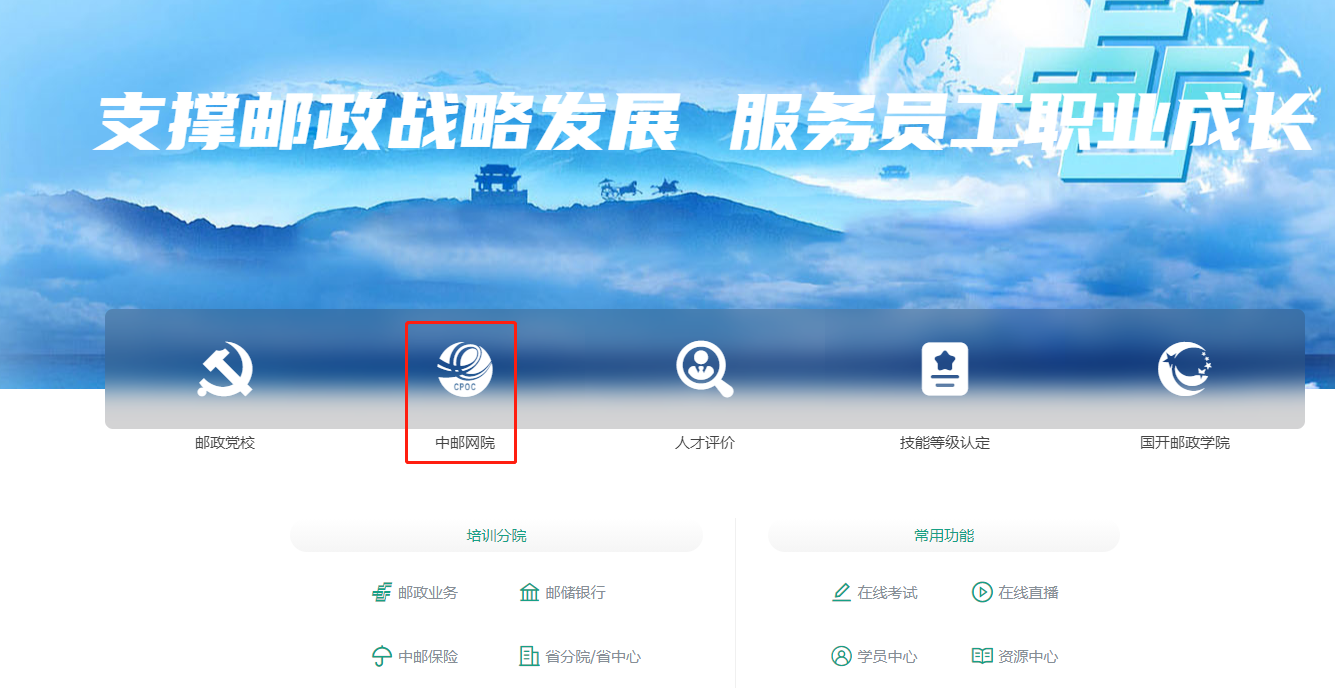 支撑邮政战略发展 服务员工职业成长
CPOC
邮政党校 中邮网院 人才评价 技能等级认定 国开邮政学院
培训分院 常用功能
邮政业务 邮储银行 在线考试 在线直播
中邮保险 省分院/省中心 学员中心 资源中心